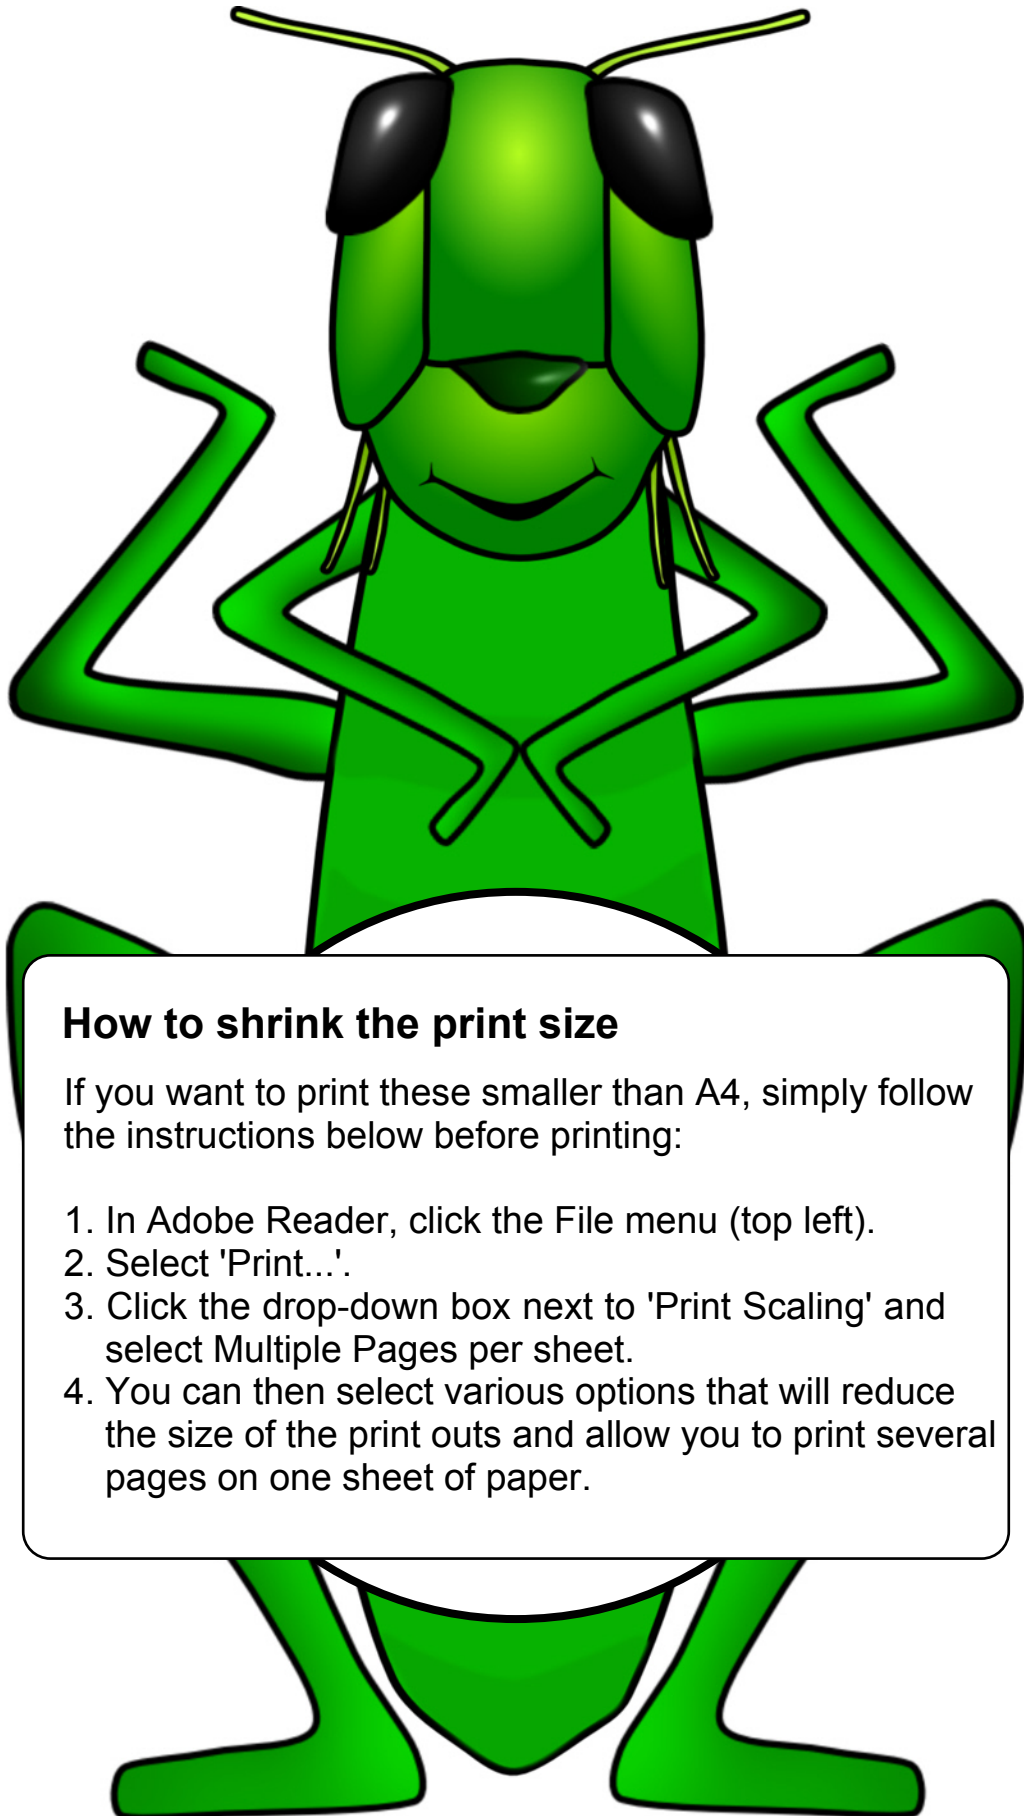 How to shrink the print size
If you want to print these smaller than A4, simply follow
the instructions below before printing:
1. In Adobe Reader, click the File menu (top left).
2. Select 'Print...'.
3. Click the drop-down box next to 'Print Scaling' and
select Multiple Pages per sheet.
4. You can then select various options that will reduce
the size of the print outs and allow you to print several
pages on one sheet of paper.